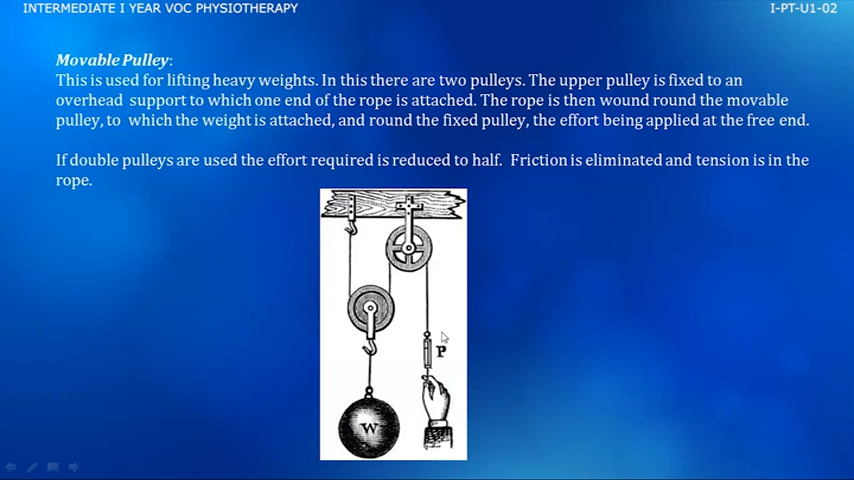 INTERMEDIATE I YEAR VOC PHYSIOTHERAPY
I-PT-U1-02
Movable Pulley:
This is used for lifting heavy weights. In this there are two pulleys. The upper pulley is fixed to an
overhead support to which one end of the rope is attached. The rope is then wound round the movable
pulley, to which the weight is attached, and round the fixed pulley, the effort being applied at the free end.
If double pulleys are used the effort required is reduced to half. Friction is eliminated and tension is in the
rope.
P
W